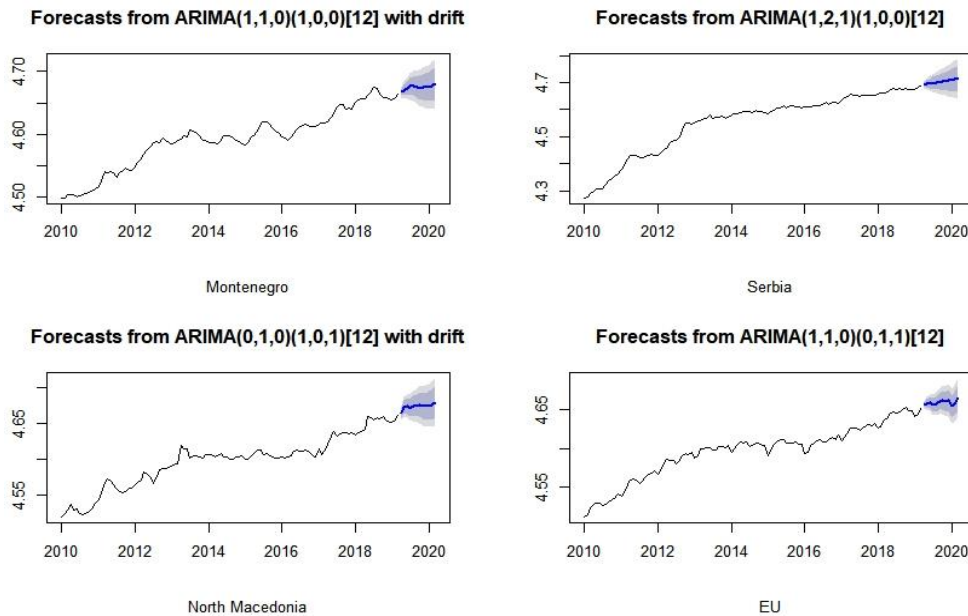 Forecasts from ARIMA(1,1,0)(1,0,0)[12] with drift
4.70
4.60
4.50
2010 2012 2014 2016 2018 2020
Montenegro
Forecasts from ARIMA(1,2,1)(1,0,0)[12]
4.7
4.5
4.3
2010 2012 2014 2016 2018 2020
Serbia
Forecasts from ARIMA(0,1,0)(1,0,1)[12] with drift
4.65
4.55
2010 2012 2014 2016 2018 2020
North Macedonia
Forecasts from ARIMA(1,1,0)(0,1,1)[12]
4.65
4.55
2010 2012 2014 2016 2018 2020
EU